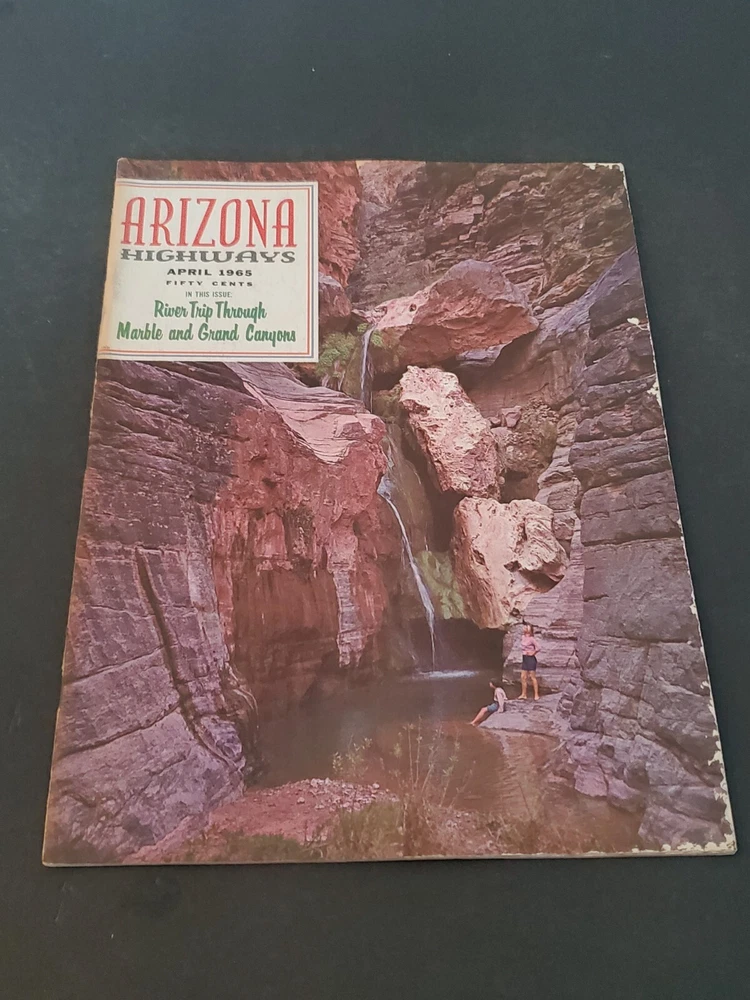 ARIZONA
HIGHWAYS
APRIL 1965
FIFTY CENTS
IN THIS ISSUE:
River Trip Through
Marble and Grand Canyons